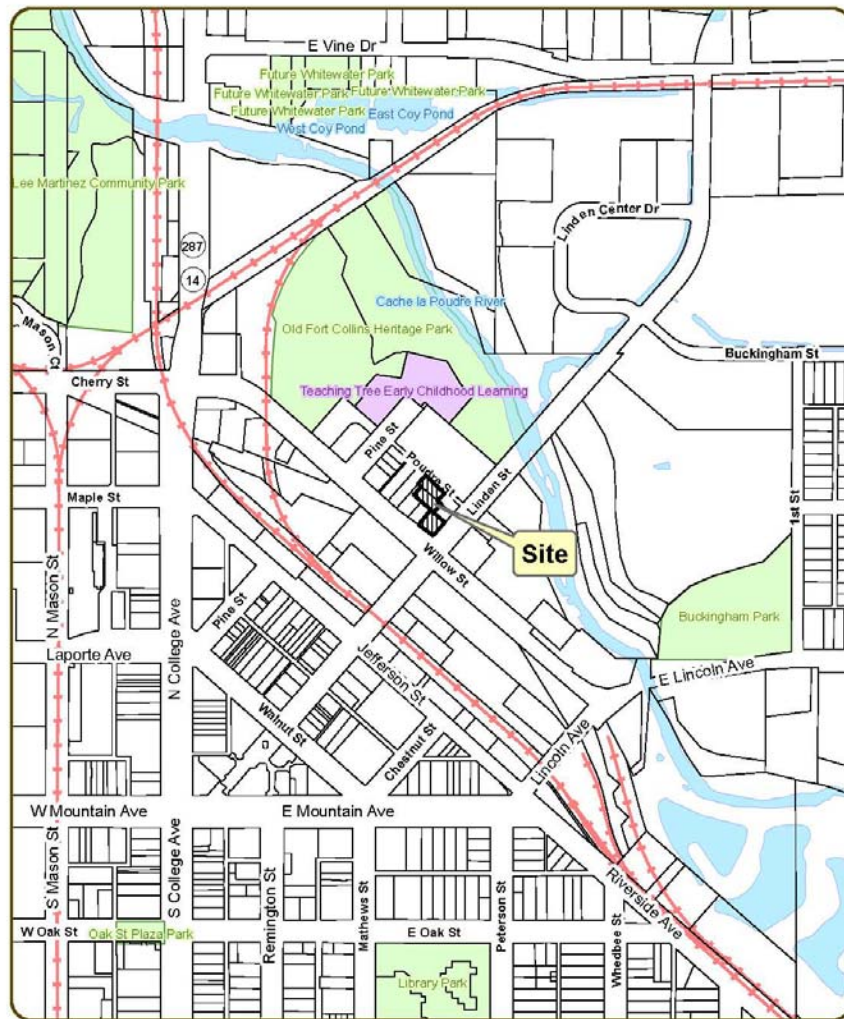 E Vine Dr
Future Whitewater Park
Future Whitewater Park
Future Whitewater Park
Future Whitewater Park
East Coy Pond
West Coy Pond
Lee Martinez Community Park
Linden Center Dr
287
14
Cache la Poudre River
Old Fort Collins Heritage Park
Mason Ct
Buckingham St
Cherry St
Teaching Tree Early Childhood Learning
Pine St
Poudre St
Linden St
Maple St
1st St
Site
Willow St
N Mason St
Pine St
Buckingham Park
N College Ave
Laporte Ave
Jefferson St
E Lincoln Ave
Walnut St
Chestnut St
Lincoln Ave
W Mountain Ave
E Mountain Ave
S Mason St
S College Ave
Remington St
Mathews St
Peterson St
Whedbee St
Riverside Ave
W Oak St
Oak St Plaza Park
E Oak St
Library Park